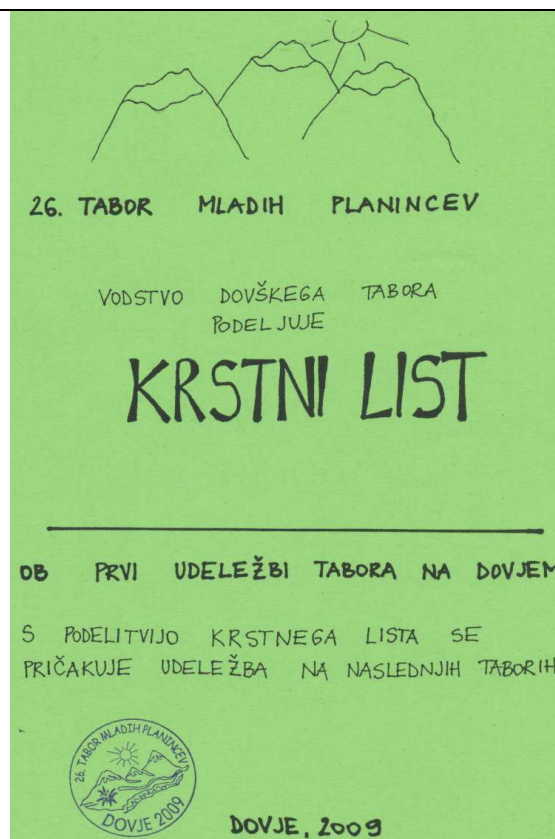 26. TABOR MLADIH PLANINCEV
VODSTVO DOVŠKEGA TABORA
PODELJUJE
KRSTNI LIST
OB PRVI UDELEŽBI TABORA NA DOVJEM
S PODELITVIJO KRSTNEGA LISTA SE
PRIČAKUJE UDELEŽBA NA NASLEDNJIH TABORIH
26. TABOR MLADIH PLANINCEV
DOVJE 2009
DOVJE, 2009